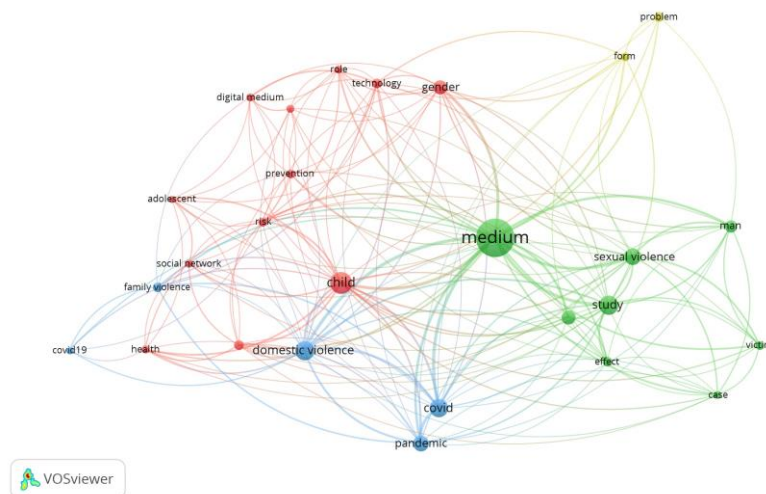 problem
form
role
technology
gender
digital medium
prevention
adolescent
risk
man
medium
sexual violence
social network
family violence
child
study
covid19
health
domestic violence
effect
victim
case
covid
pandemic
VOSviewer